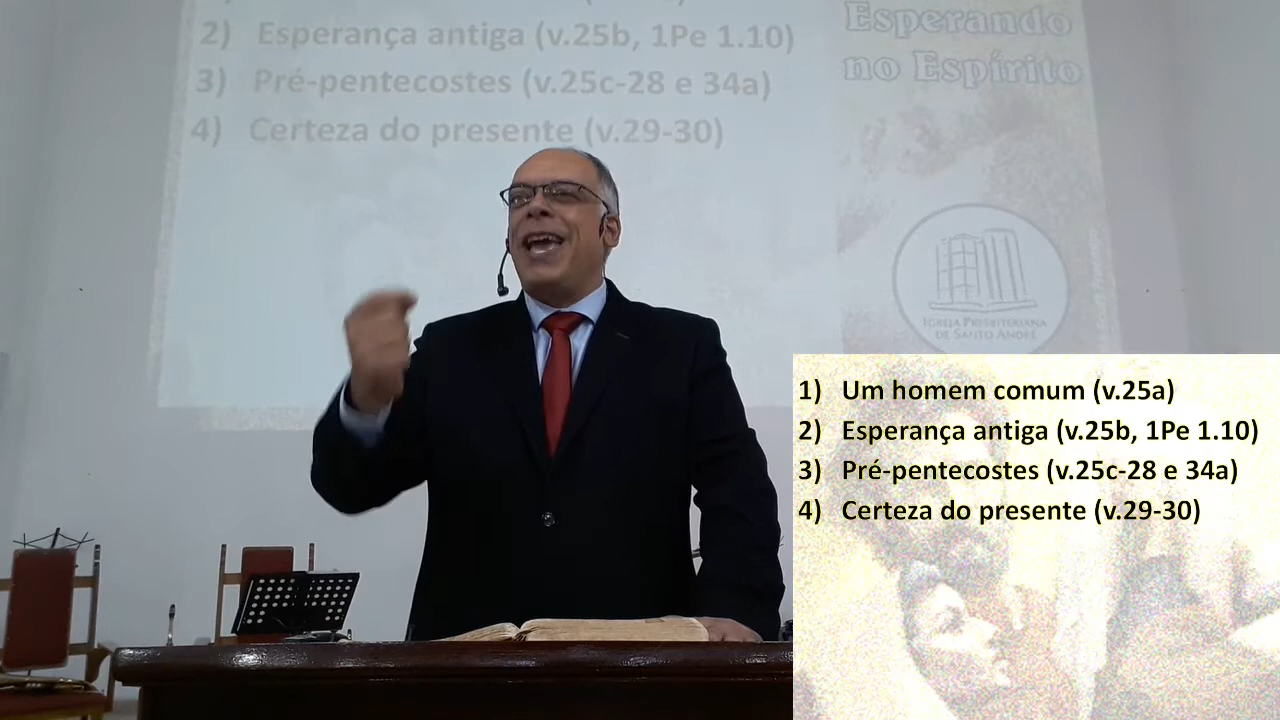 2) Esperança antiga (v.25b, 1Pe 1.10)
3) Pré-pentecostes (v.25c-28 e 34a)
4) Certeza do presente (v.29-30)
Esperando
no Espírito
Igreja Presbiteriana
de Santo André
1) Um homem comum (v.25a)
2) Esperança antiga (v.25b, 1Pe 1.10)
3) Pré-pentecostes (v.25c-28 e 34a)
4) Certeza do presente (v.29-30)